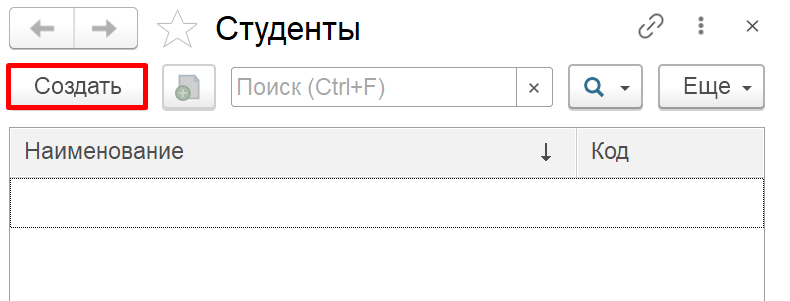 Студенты
Создать Поиск (Ctrl+F) Еще
Наименование Код